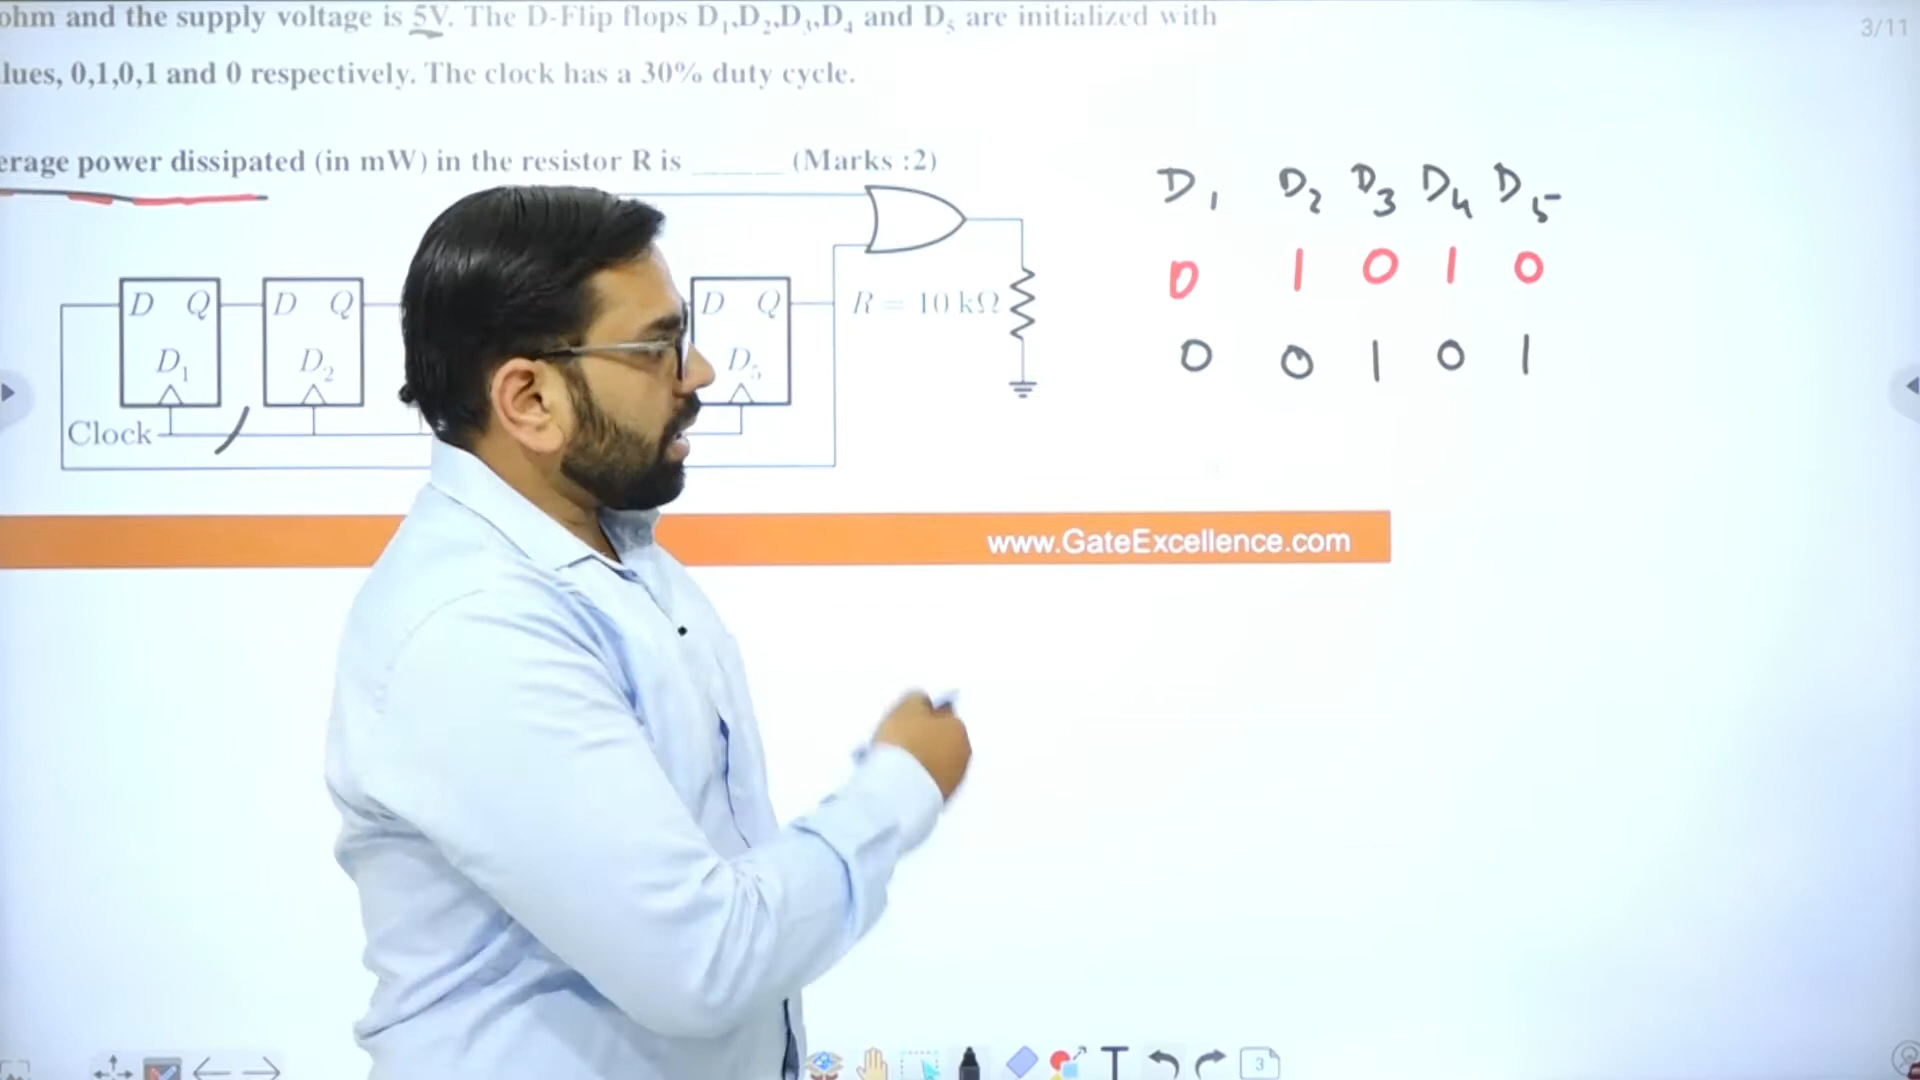 ohm and the supply voltage is 5V. The D-Flip flops D₁,D₂,,D₃,,D₄ and D₅ are initialized with
3/11
lues, 0,1,0,1 and 0 respectively. The clock has a 30% duty cycle.
erage power dissipated (in mW) in the resistor R is ______ (Marks :2)
D₁ D₂ D₃ D₄ D₅
0 1 0 1 0
0 0 1 0 1
D Q D Q D Q R = 10 kΩ
D₁ D₂ D₅
Clock
www.GateExcellence.com
T 3